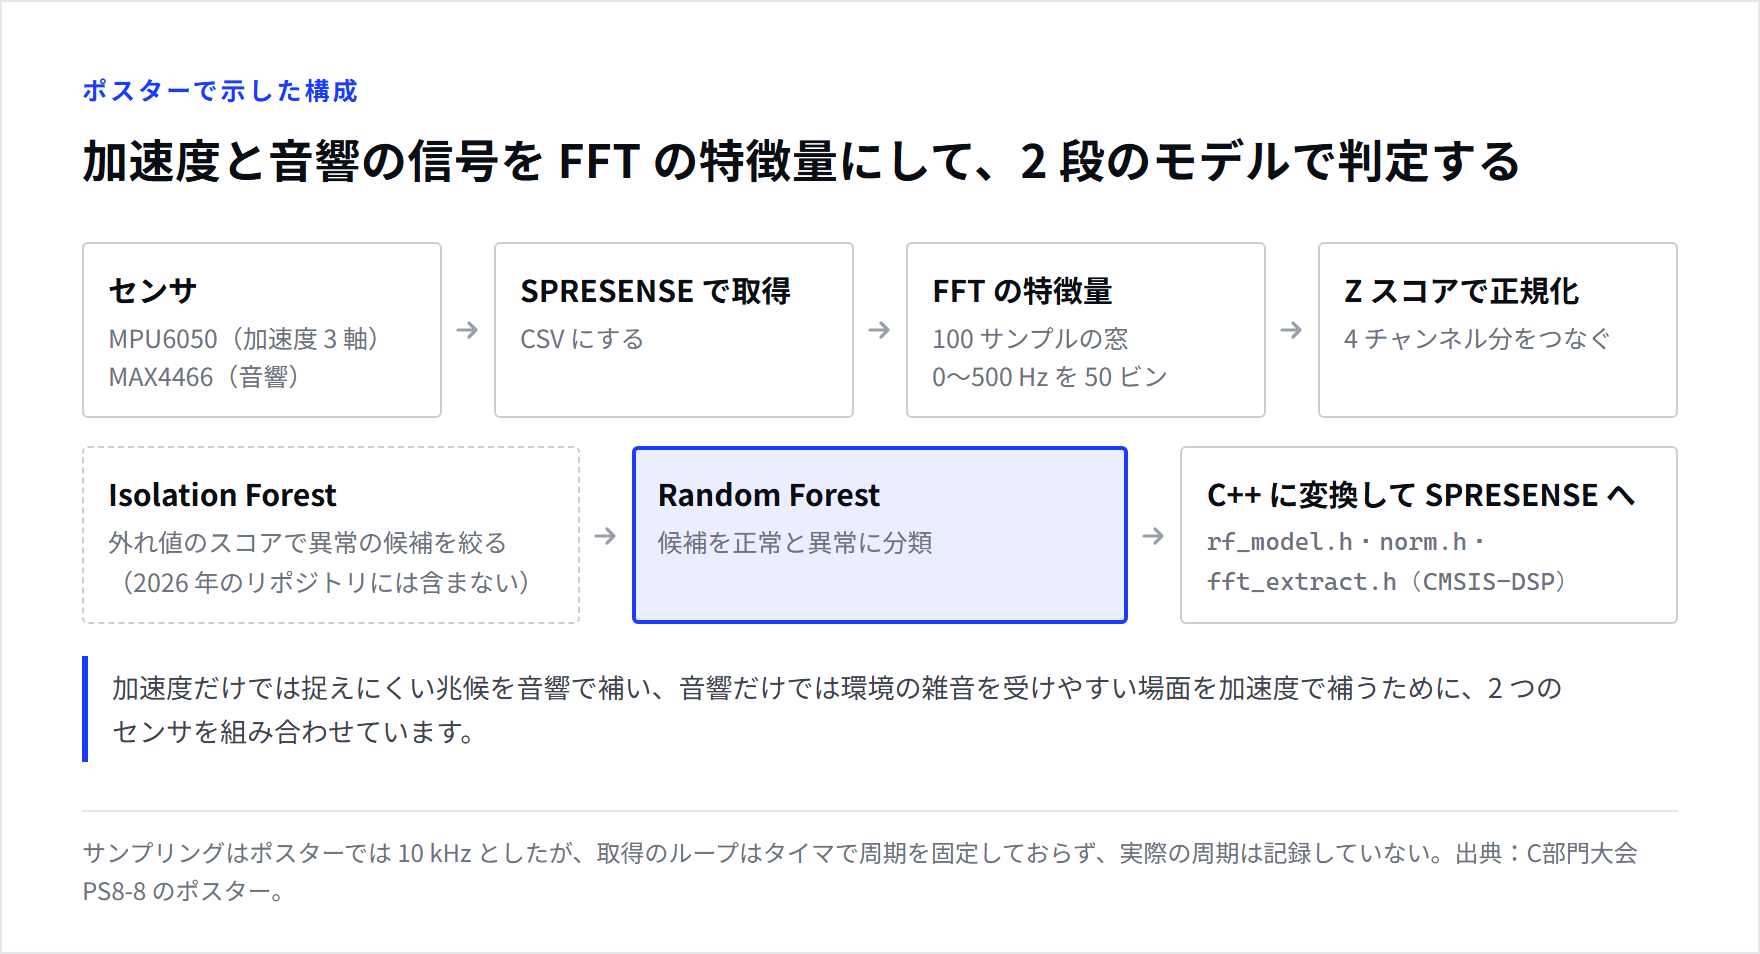 ポスターで示した構成
加速度と音響の信号を FFT の特徴量にして、2 段のモデルで判定する
センサ
MPU6050（加速度 3 軸）
MAX4466（音響）
→
SPRESENSE で取得
CSV にする
→
FFT の特徴量
100 サンプルの窓
0〜500 Hz を 50 ビン
→
Z スコアで正規化
4 チャンネル分をつなぐ
Isolation Forest
外れ値のスコアで異常の候補を絞る
（2026 年のリポジトリには含まない）
→
Random Forest
候補を正常と異常に分類
→
C++ に変換して SPRESENSE へ
rf_model.h・norm.h・
fft_extract.h（CMSIS-DSP）
加速度だけでは捉えにくい兆候を音響で補い、音響だけでは環境の雑音を受けやすい場面を加速度で補うために、2 つの
センサを組み合わせています。
サンプリングはポスターでは 10 kHz としたが、取得のループはタイマで周期を固定しておらず、実際の周期は記録していない。出典：C部門大会
PS8-8 のポスター。